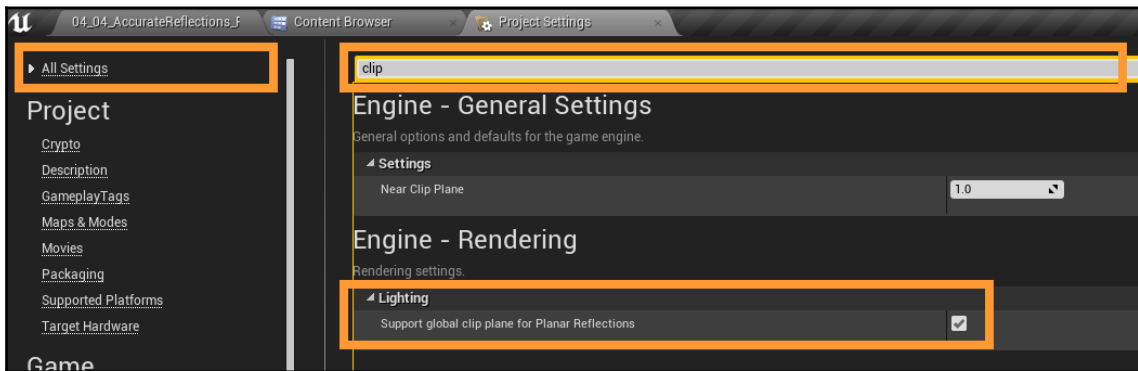 04_04_AccurateReflections_F
Content Browser
Project Settings
All Settings
clip
Project
Crypto
Description
GameplayTags
Maps & Modes
Movies
Packaging
Supported Platforms
Target Hardware
Game
Engine - General Settings
General options and defaults for the game engine.
Settings
Near Clip Plane
1.0
Engine - Rendering
Rendering settings.
Lighting
Support global clip plane for Planar Reflections